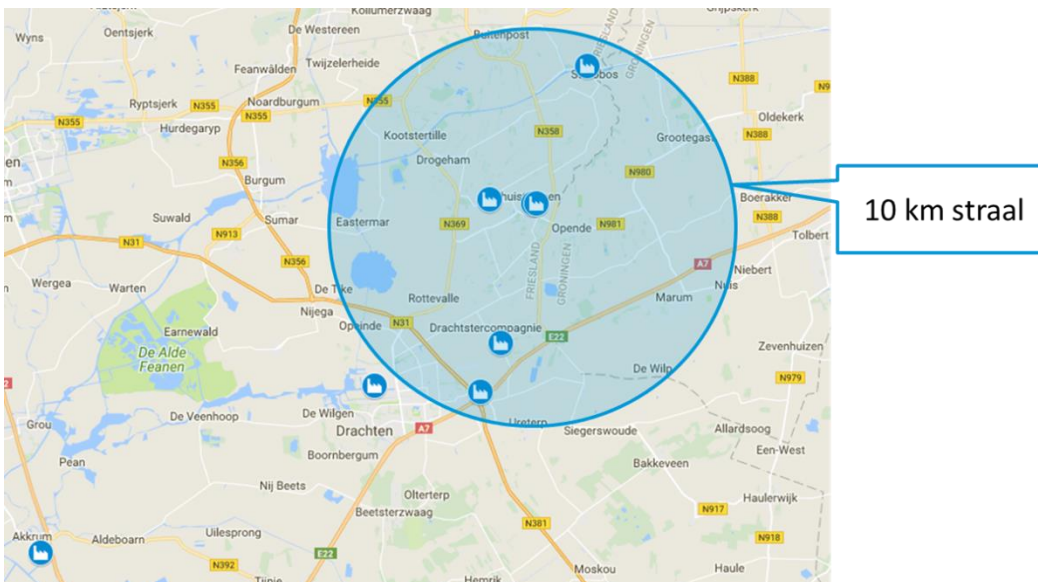 Kollumerzwaag
Wyns
Oentsjerk
De Westereen
Buitenpost
FRIESLAND
GRONINGEN
Feanwâlden
Twijzelerheide
N388
Ryptsjerk
N355
Noardburgum
N355
N355
N355
Hurdegaryp
Oldekerk
N388
Kootstertille
N358
Grootegast
N356
Drogeham
N980
Burgum
Boerakker
10 km straal
Suwald
Sumar
Eastermar
N369
Opende
N981
N388
N913
Tolbert
N31
N356
A7
Niebert
Nuis
Wergea
Warten
De Tike
Rottevalle
FRIESLAND
GRONINGEN
Marum
Nijega
Opeinde
N31
Drachtstercompagnie
Earnewald
E22
De Alde
Feanen
Zevenhuizen
De Wilp
N979
De Veenhoop
De Wilgen
Grou
Drachten
A7
Ureterp
Siegerswoude
Allardsoog
Een-West
Pean
Boornbergum
Bakkeveen
Nij Beets
Olterterp
Haulerwijk
Beetsterzwaag
N917
N381
Akkrum
Aldeboarn
Uilesprong
N918
E22
N392
Moskou
Haule
Tijnje
Hemrik